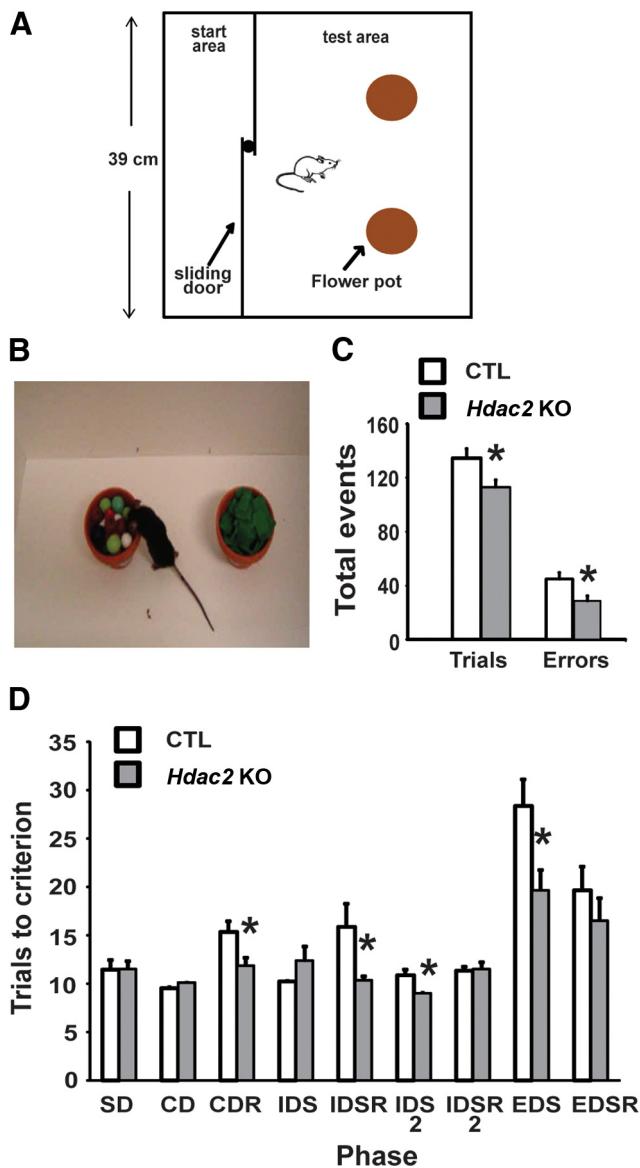 A
start
area
test area
39 cm
sliding
door
Flower pot
B
C
CTL
Hdac2 KO
Total events
160
120
80
40
0
*
*
Trials
Errors
D
CTL
Hdac2 KO
Trials to criterion
35
30
25
20
15
10
5
0
*
*
*
*
SD CD CDR IDS IDSR IDS IDSR EDS EDSR
2 2
Phase